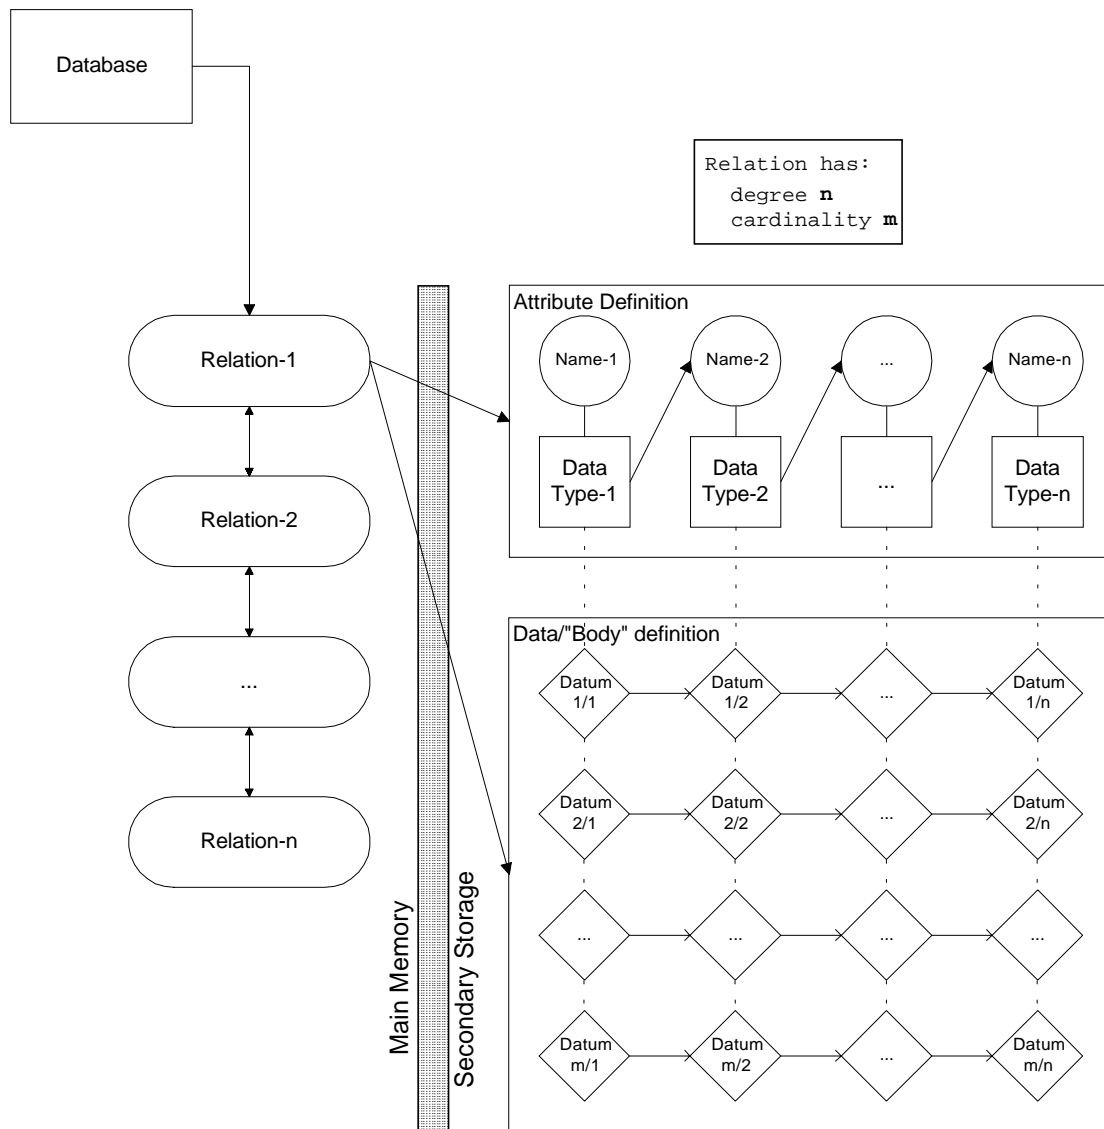 Database
Relation has:
degree n
cardinality m
Relation-1
Relation-2
...
Relation-n
Main Memory
Secondary Storage
Attribute Definition
Name-1
Name-2
...
Name-n
Data
Type-1
Data
Type-2
...
Data
Type-n
Data/"Body" definition
Datum
1/1
Datum
1/2
...
Datum
1/n
Datum
2/1
Datum
2/2
...
Datum
2/n
...
...
...
...
Datum
m/1
Datum
m/2
...
Datum
m/n